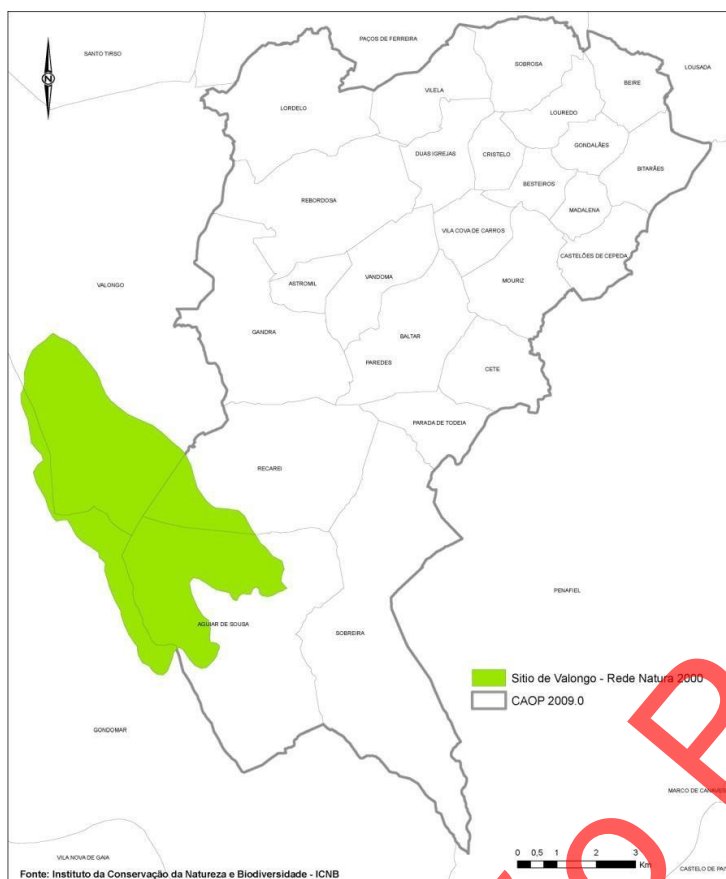 PAÇOS DE FERREIRA
SANTO TIRSO
SOBROSA
LOUSADA
BEIRE
VILELA
LORDELO
LOUREDO
GONDALÃES
DUAS IGREJAS
CRISTELO
BITARÃES
BESTEIROS
REBORDOSA
MADALENA
VILA COVA DE CARROS
CASTELÕES DE CEPEDA
VANDOMA
MOURIZ
ASTROMIL
VALONGO
GANDRA
BALTAR
PAREDES
CETE
PARADA DE TODEIA
RECAREI
PENAFIEL
AGUIAR DE SOUSA
SOBREIRA
Sitio de Valongo - Rede Natura 2000
CAOP 2009.0
GONDOMAR
MARCO DE
VILA NOVA DE GAIA
0 0,5 1 2 3
Km
CASTELO DE
Fonte: Instituto da Conservação da Natureza e Biodiversidade - ICNB